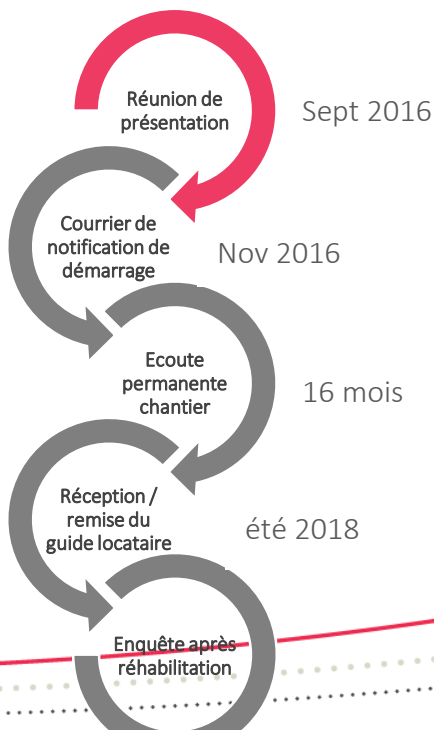 Réunion de
présentation
Sept 2016
Courrier de
notification de
démarrage
Nov 2016
Ecoute
permanente
chantier
16 mois
Réception /
remise du
guide locataire
été 2018
Enquête après
réhabilitation